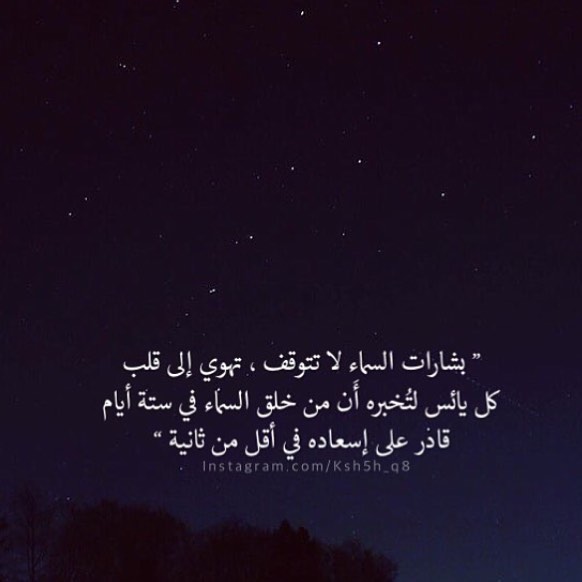 ” بشارات السماء لا تتوقف ، تهوي إلى قلب
كل يائس لتُخبره أَن من خلق السماء في ستة أيام
قادر على إسعاده في أقل من ثانية “
Instagram.com/Ksh5h_q8